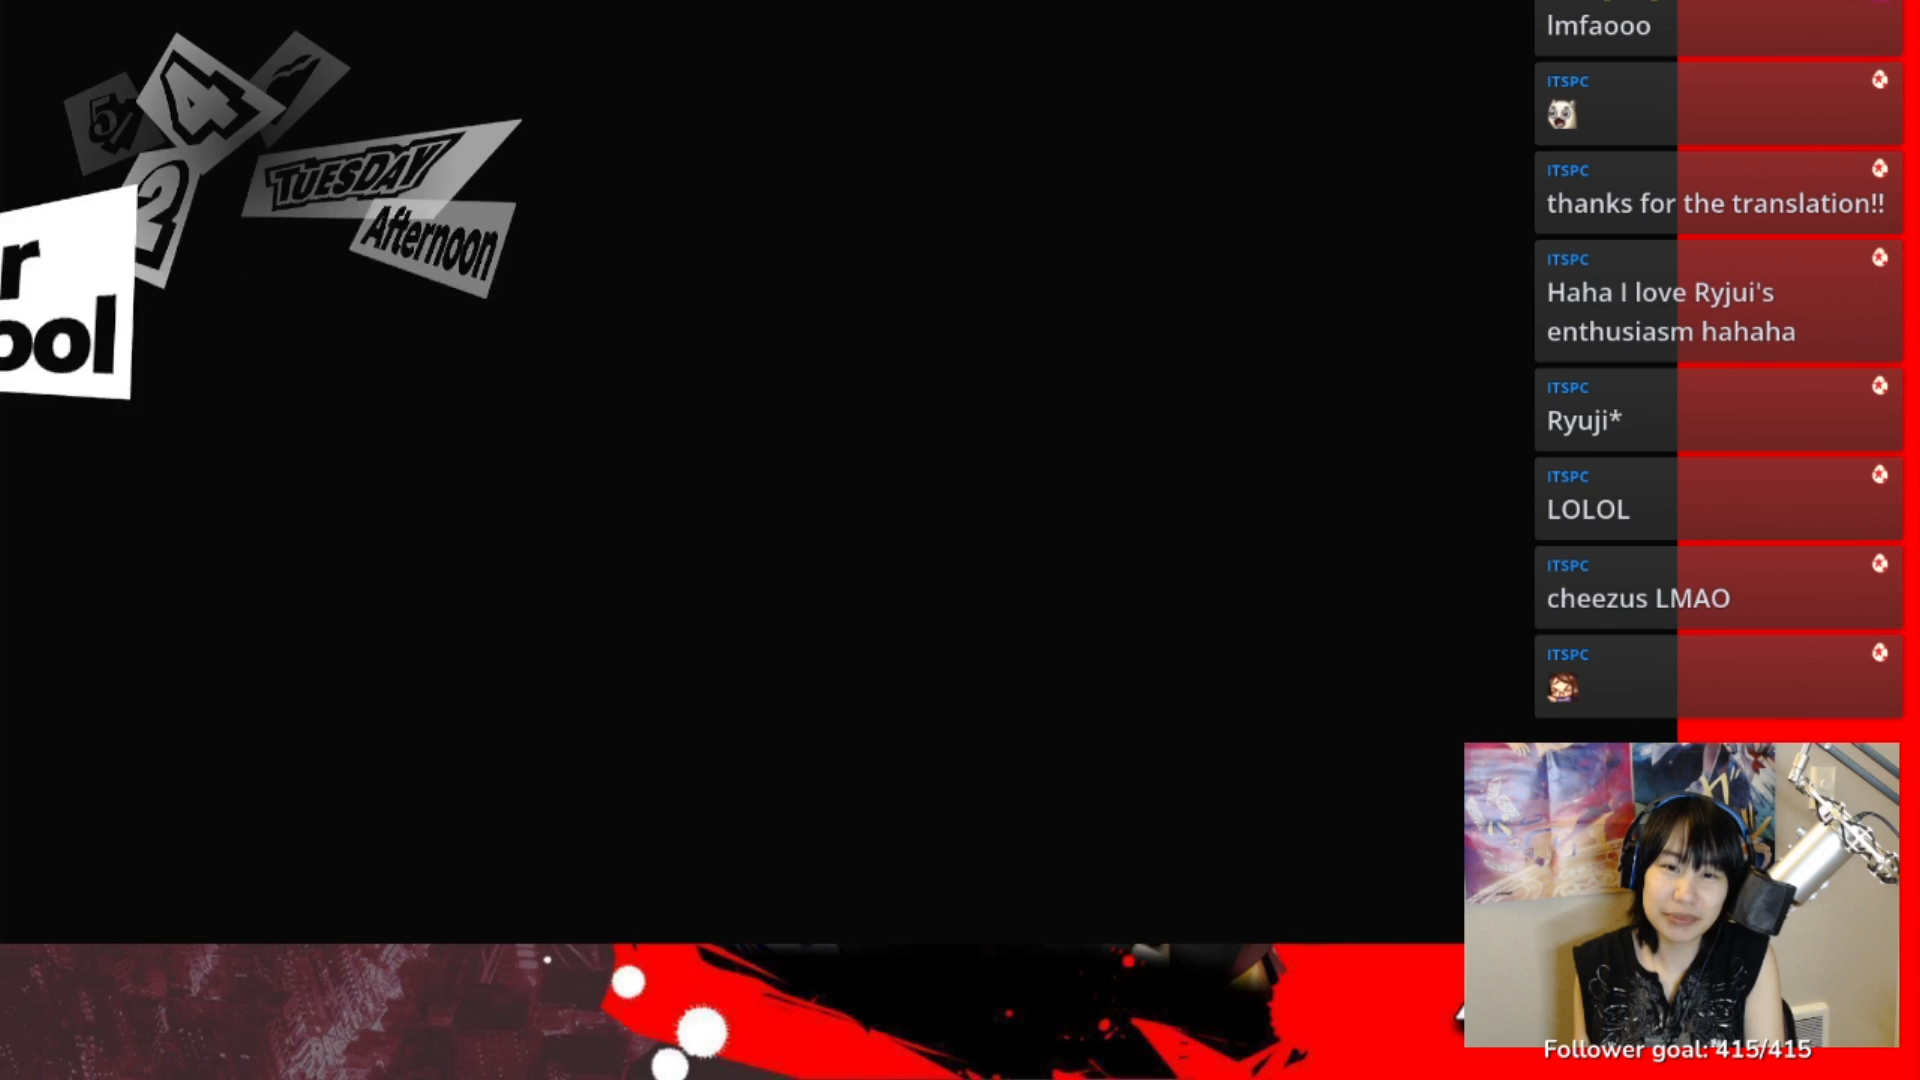 5/
4
2
TUESDAY
Afternoon
r
ool
lmfaooo
ITSPC
ITSPC
thanks for the translation!!
ITSPC
Haha I love Ryjui's
enthusiasm hahaha
ITSPC
Ryuji*
ITSPC
LOLOL
ITSPC
cheezus LMAO
ITSPC
Follower goal: 415/415